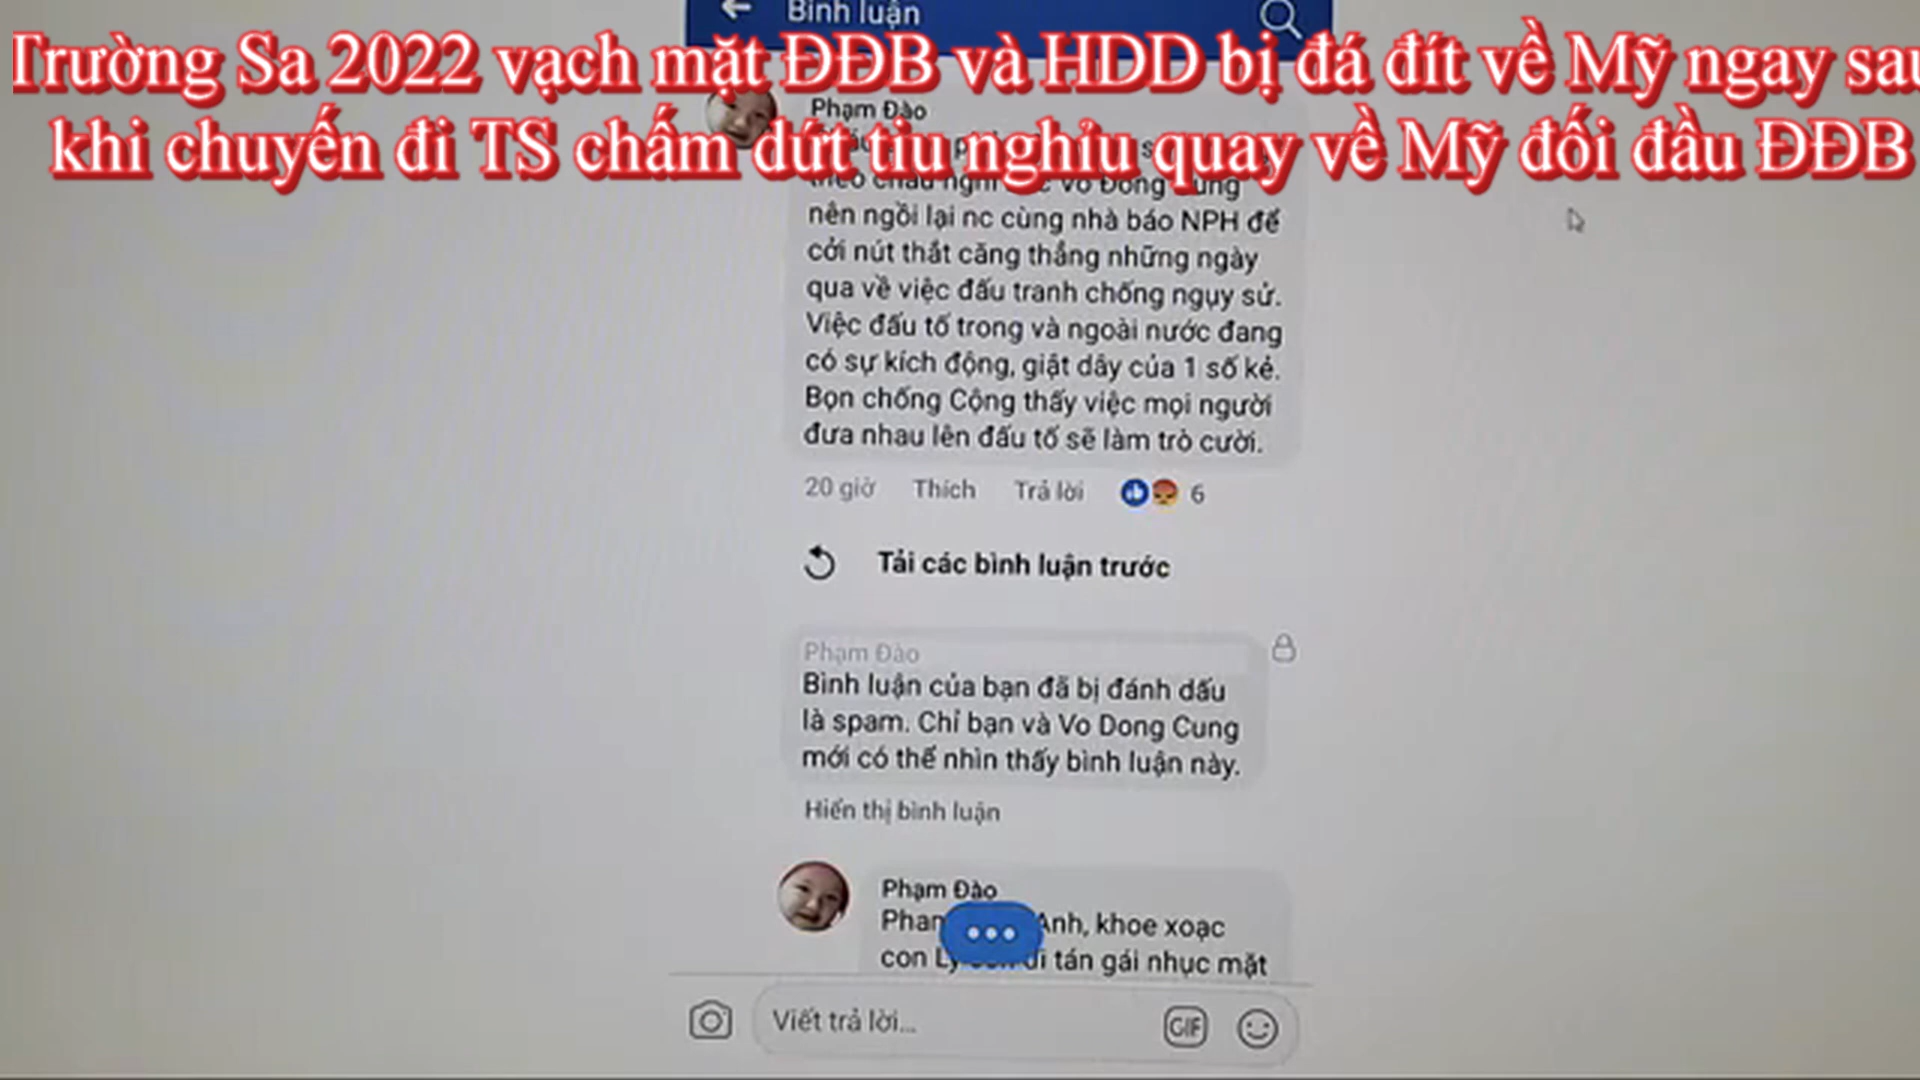 Bình luận
Trường Sa 2022 vạch mặt ĐĐB và HDD bị đá đít về Mỹ ngay sau
khi chuyến đi TS chấm dứt tiu nghỉu quay về Mỹ đối đầu ĐĐB
Phạm Đào
nên ngồi lại nc cùng nhà báo NPH để
cởi nút thắt căng thẳng những ngày
qua về việc đấu tranh chống ngụy sử.
Việc đấu tố trong và ngoài nước đang
có sự kích động, giật dây của 1 số kẻ.
Bọn chống Cộng thấy việc mọi người
đưa nhau lên đấu tố sẽ làm trò cười.
20 giờ Thích Trả lời 6
Tải các bình luận trước
Phạm Đào
Bình luận của bạn đã bị đánh dấu
là spam. Chỉ bạn và Vo Dong Cung
mới có thể nhìn thấy bình luận này.
Hiển thị bình luận
Phạm Đào
Anh, khoe xoạc
con đi tán gái nhục mặt
Viết trả lời...
GIF